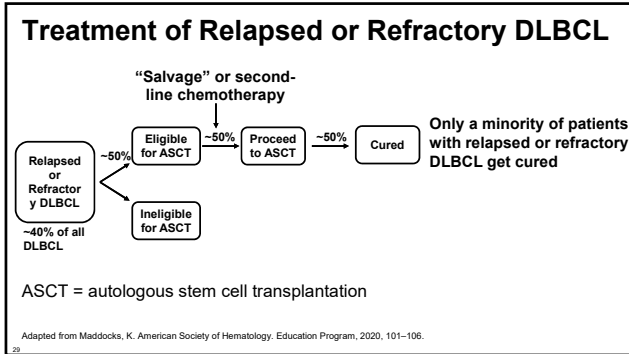 Treatment of Relapsed or Refractory DLBCL
“Salvage” or second-
line chemotherapy
Relapsed
or
Refractor
y DLBCL
~40% of all
DLBCL
~50%
Eligible
for ASCT
~50%
Proceed
to ASCT
~50%
Cured
Only a minority of patients
with relapsed or refractory
DLBCL get cured
Ineligible
for ASCT
ASCT = autologous stem cell transplantation
Adapted from Maddocks, K. American Society of Hematology. Education Program, 2020, 101–106.
29